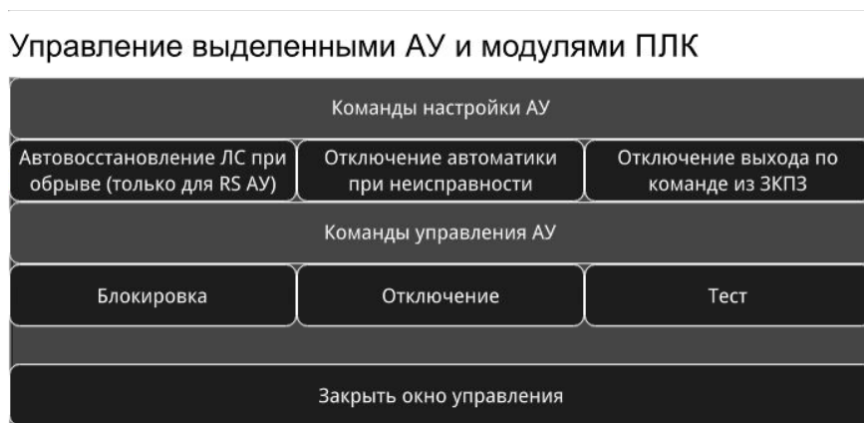 Управление выделенными АУ и модулями ПЛК
Команды настройки АУ
Автовосстановление ЛС при
обрыве (только для RS АУ)
Отключение автоматики
при неисправности
Отключение выхода по
команде из ЗКПЗ
Команды управления АУ
Блокировка
Отключение
Тест
Закрыть окно управления